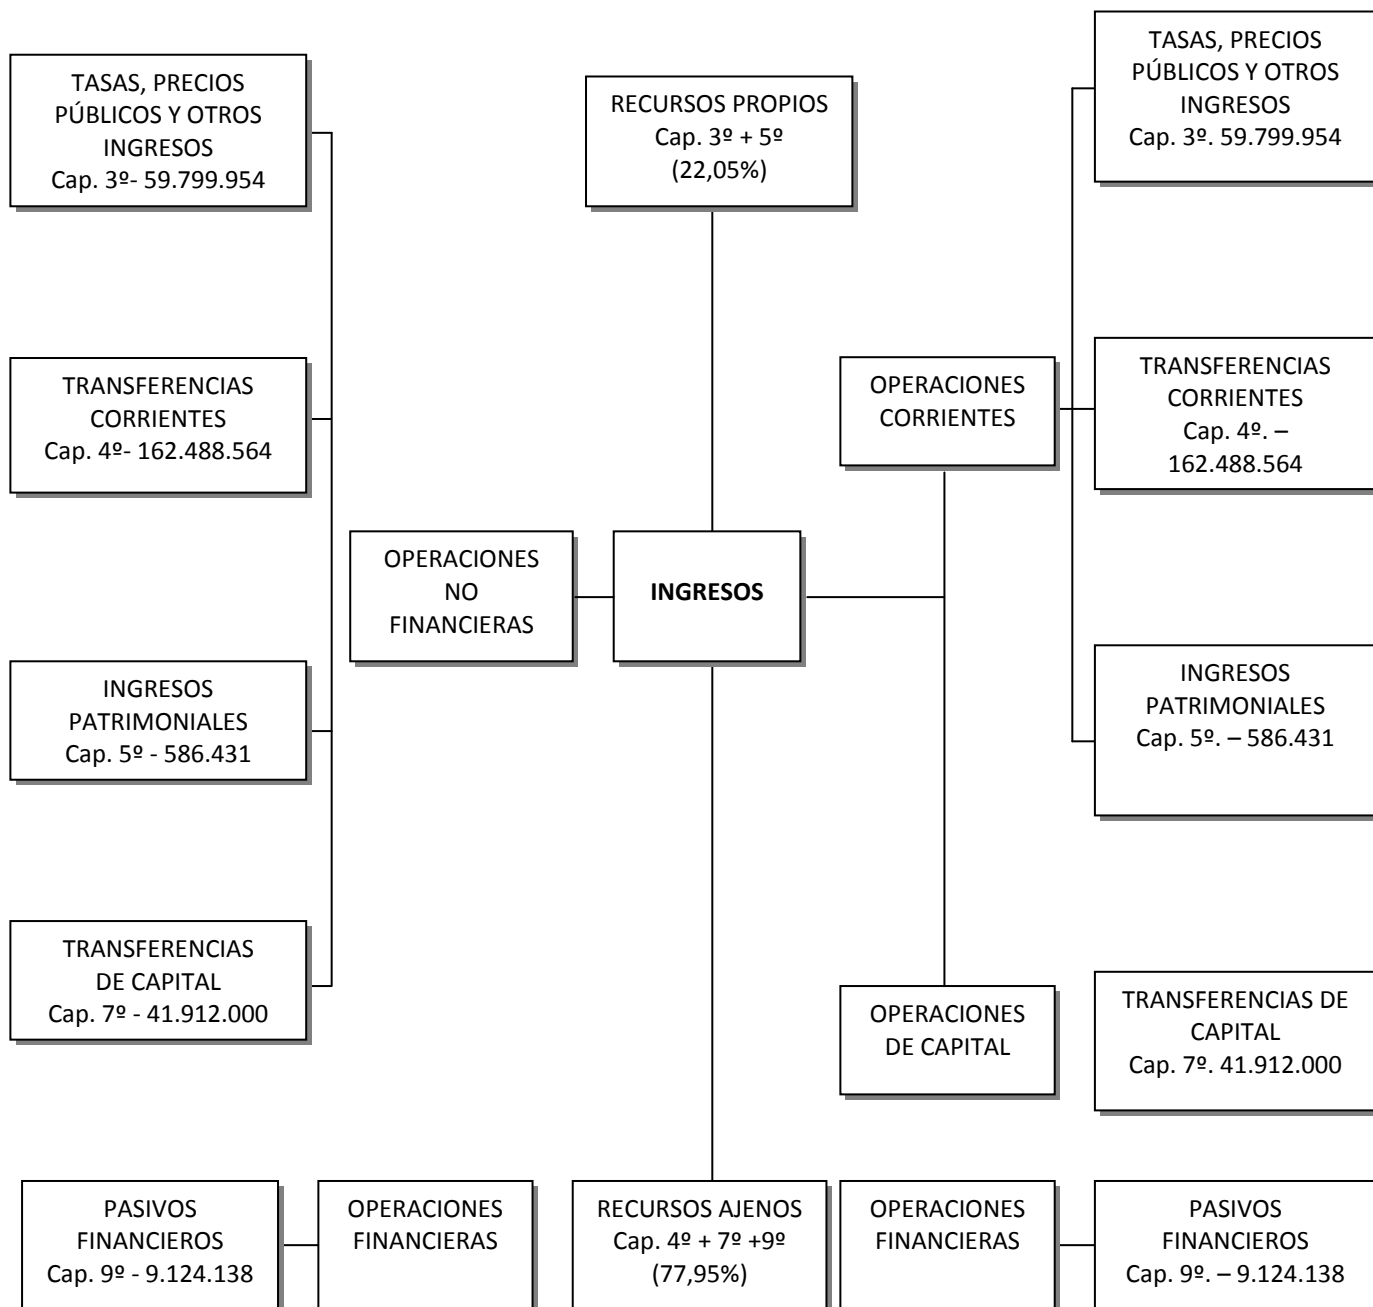 TASAS, PRECIOS
PÚBLICOS Y OTROS
INGRESOS
Cap. 3º- 59.799.954
RECURSOS PROPIOS
Cap. 3º + 5º
(22,05%)
TASAS, PRECIOS
PÚBLICOS Y OTROS
INGRESOS
Cap. 3º. 59.799.954
TRANSFERENCIAS
CORRIENTES
Cap. 4º- 162.488.564
OPERACIONES
CORRIENTES
TRANSFERENCIAS
CORRIENTES
Cap. 4º. –
162.488.564
OPERACIONES
NO
FINANCIERAS
INGRESOS
INGRESOS
PATRIMONIALES
Cap. 5º - 586.431
INGRESOS
PATRIMONIALES
Cap. 5º. – 586.431
TRANSFERENCIAS
DE CAPITAL
Cap. 7º - 41.912.000
OPERACIONES
DE CAPITAL
TRANSFERENCIAS DE
CAPITAL
Cap. 7º. 41.912.000
PASIVOS
FINANCIEROS
Cap. 9º - 9.124.138
OPERACIONES
FINANCIERAS
RECURSOS AJENOS
Cap. 4º + 7º +9º
(77,95%)
OPERACIONES
FINANCIERAS
PASIVOS
FINANCIEROS
Cap. 9º. – 9.124.138